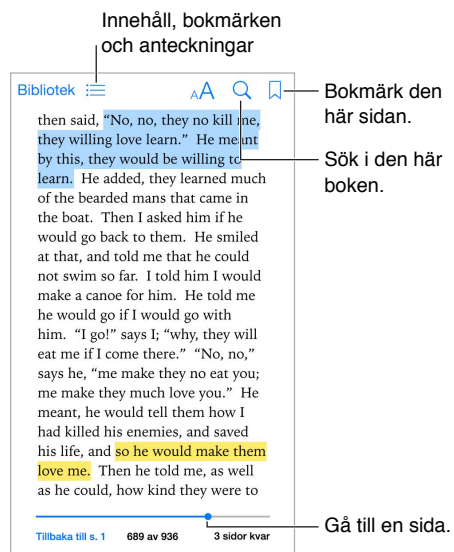 Innehåll, bokmärken
och anteckningar
Bibliotek
AA
Bokmärk den
här sidan.
Sök i den här
boken.
then said, “No, no, they no kill me,
they willing love learn.” He meant
by this, they would be willing to
learn. He added, they learned much
of the bearded mans that came in
the boat. Then I asked him if he
would go back to them. He smiled
at that, and told me that he could
not swim so far. I told him I would
make a canoe for him. He told me
he would go if I would go with
him. “I go!” says I; “why, they will
eat me if I come there.” “No, no,”
says he, “me make they no eat you;
me make they much love you.” He
meant, he would tell them how I
had killed his enemies, and saved
his life, and so he would make them
love me. Then he told me, as well
as he could, how kind they were to
Gå till en sida.
Tillbaka till s. 1 689 av 936 3 sidor kvar